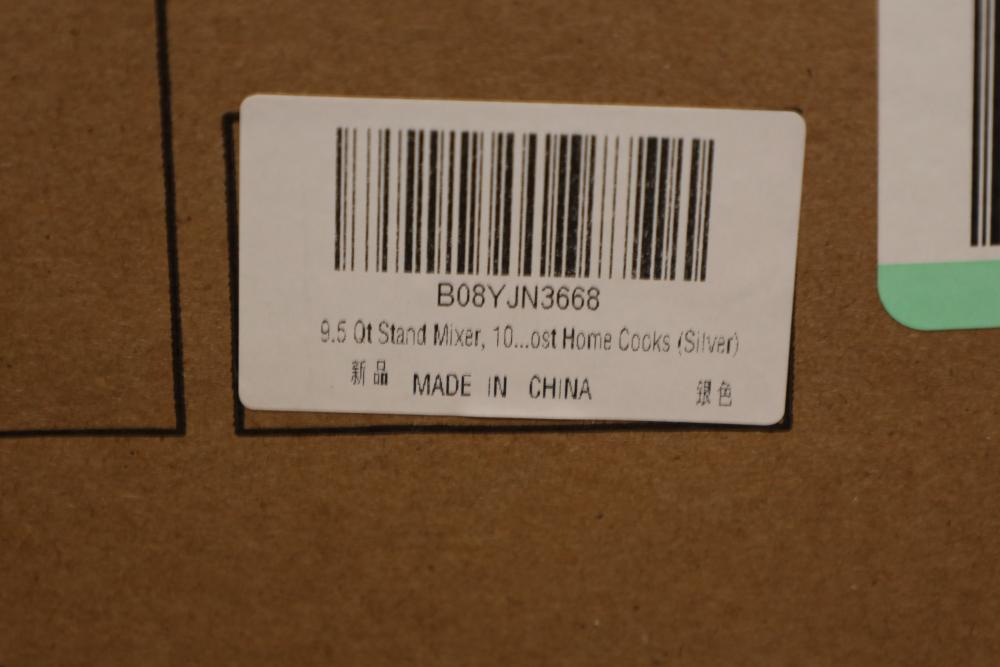 B08YJN3668
9.5 Qt Stand Mixer, 10...ost Home Cooks (Silver)
新品 MADE IN CHINA 银色